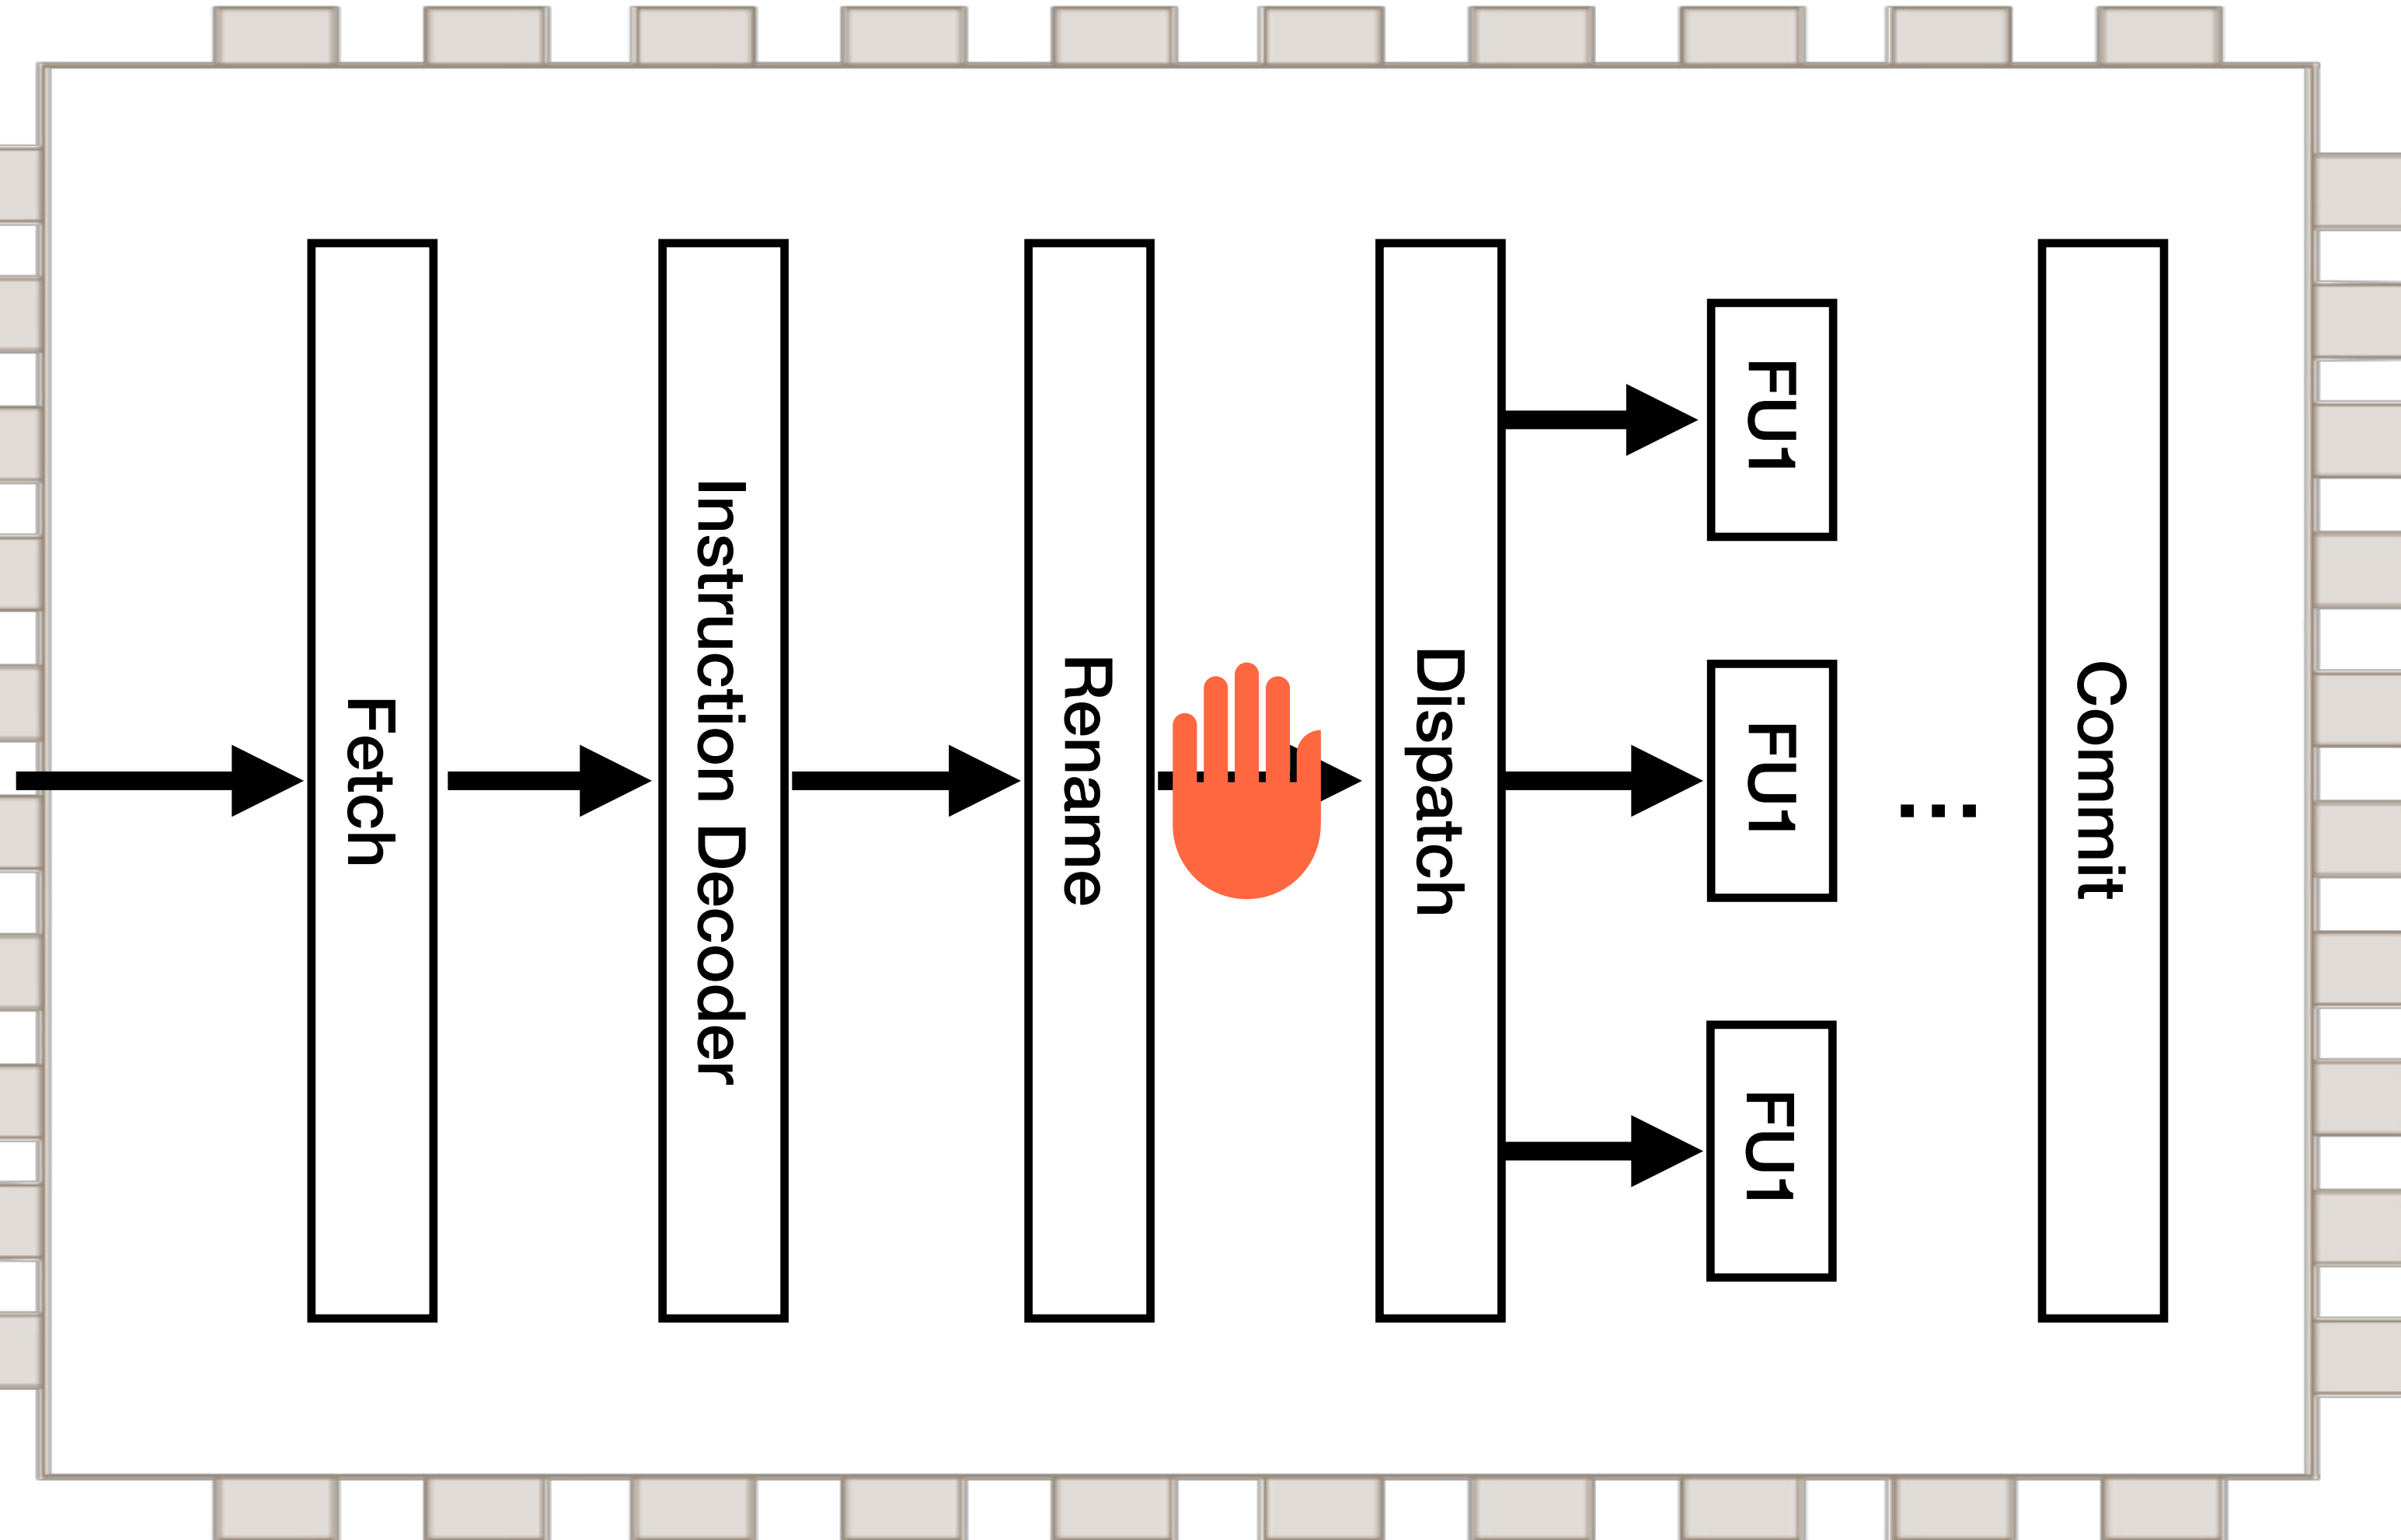 Fetch
Instruction Decoder
Rename
Dispatch
FU1
FU1
FU1
...
Commit